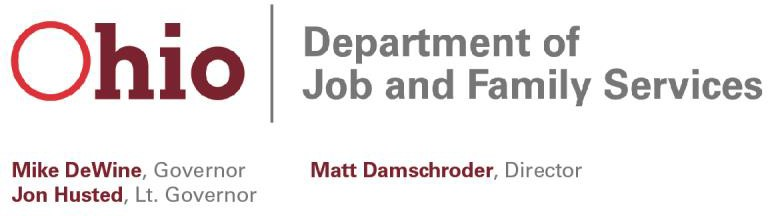 Ohio
Department of
Job and Family Services
Mike DeWine, Governor
Jon Husted, Lt. Governor
Matt Damschroder, Director